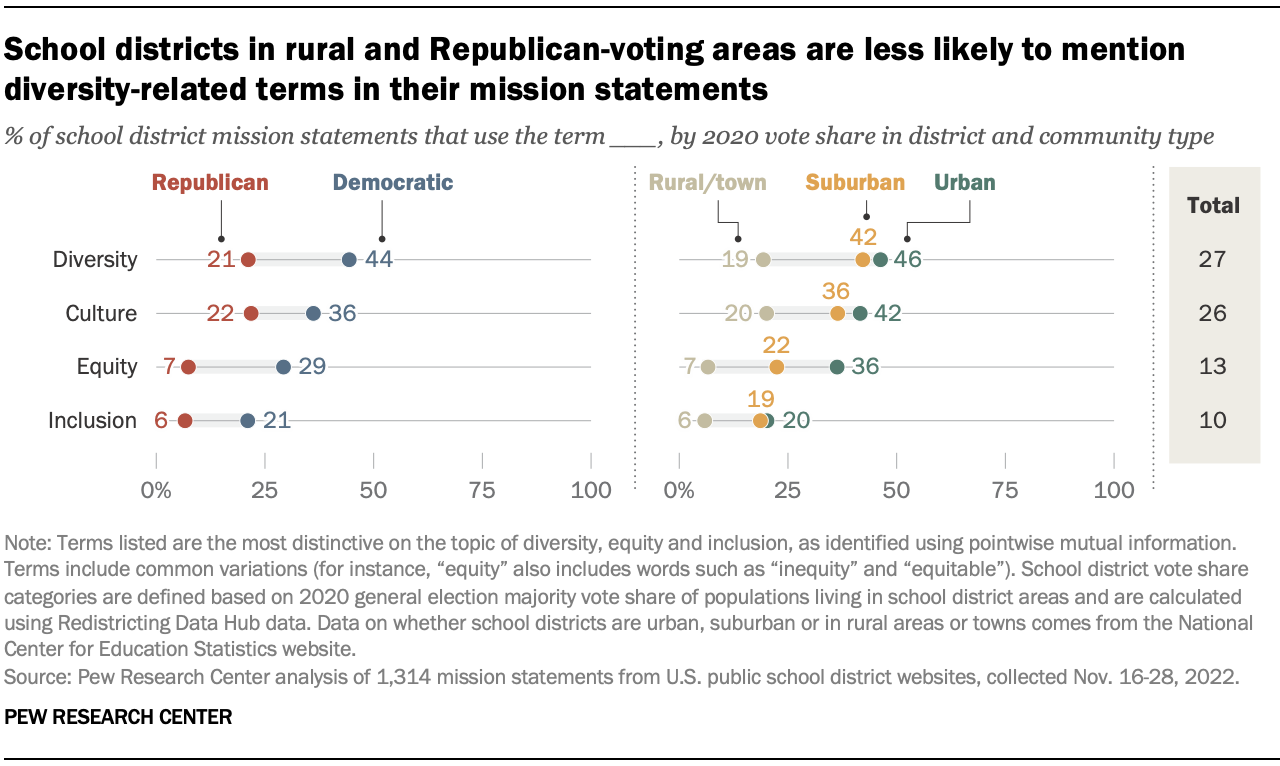 School districts in rural and Republican-voting areas are less likely to mention
diversity-related terms in their mission statements
% of school district mission statements that use the term ___, by 2020 vote share in district and community type
Republican Democratic Rural/town Suburban Urban Total
Diversity 21 44 19 42 46 27
Culture 22 36 20 36 42 26
Equity 7 29 7 22 36 13
Inclusion 6 21 6 19 20 10
0% 25 50 75 100 0% 25 50 75 100
Note: Terms listed are the most distinctive on the topic of diversity, equity and inclusion, as identified using pointwise mutual information.
Terms include common variations (for instance, “equity” also includes words such as “inequity” and “equitable”). School district vote share
categories are defined based on 2020 general election majority vote share of populations living in school district areas and are calculated
using Redistricting Data Hub data. Data on whether school districts are urban, suburban or in rural areas or towns comes from the National
Center for Education Statistics website.
Source: Pew Research Center analysis of 1,314 mission statements from U.S. public school district websites, collected Nov. 16-28, 2022.
PEW RESEARCH CENTER